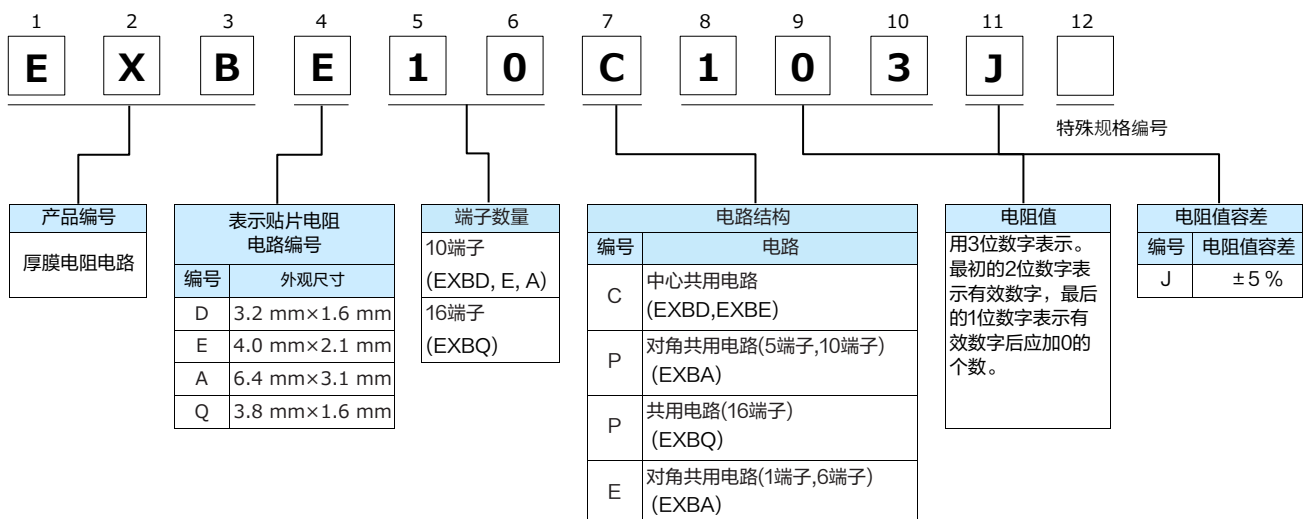 1 2 3 4 5 6 7 8 9 10 11 12
E X B E 1 0 C 1 0 3 J
特殊规格编号
产品编号
厚膜电阻电路
表示贴片电阻
电路编号
编号 外观尺寸
D 3.2 mm×1.6 mm
E 4.0 mm×2.1 mm
A 6.4 mm×3.1 mm
Q 3.8 mm×1.6 mm
端子数量
10端子
(EXBD, E, A)
16端子
(EXBQ)
电路结构
编号 电路
C 中心共用电路
(EXBD,EXBE)
P 对角共用电路(5端子,10端子)
(EXBA)
P 共用电路(16端子)
(EXBQ)
E 对角共用电路(1端子,6端子)
(EXBA)
电阻值
用3位数字表示。
最初的2位数字表
示有效数字，最后
的1位数字表示有
效数字后应加0的
个数。
电阻值容差
编号 电阻值容差
J ±5 %